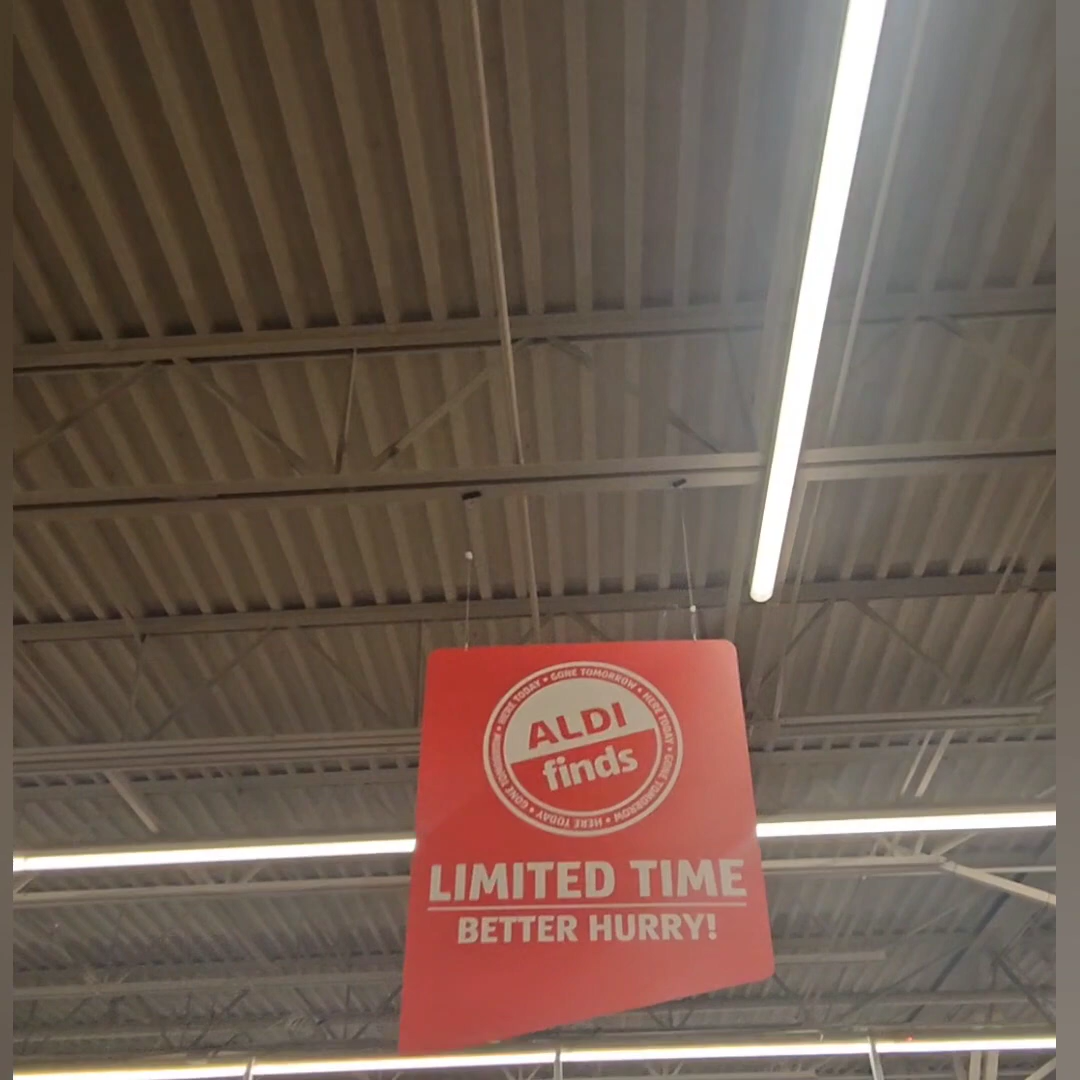 HERE TODAY • GONE TOMORROW • HERE TODAY • GONE TOMORROW • HERE TODAY • GONE TOMORROW •
ALDI
finds
LIMITED TIME
BETTER HURRY!